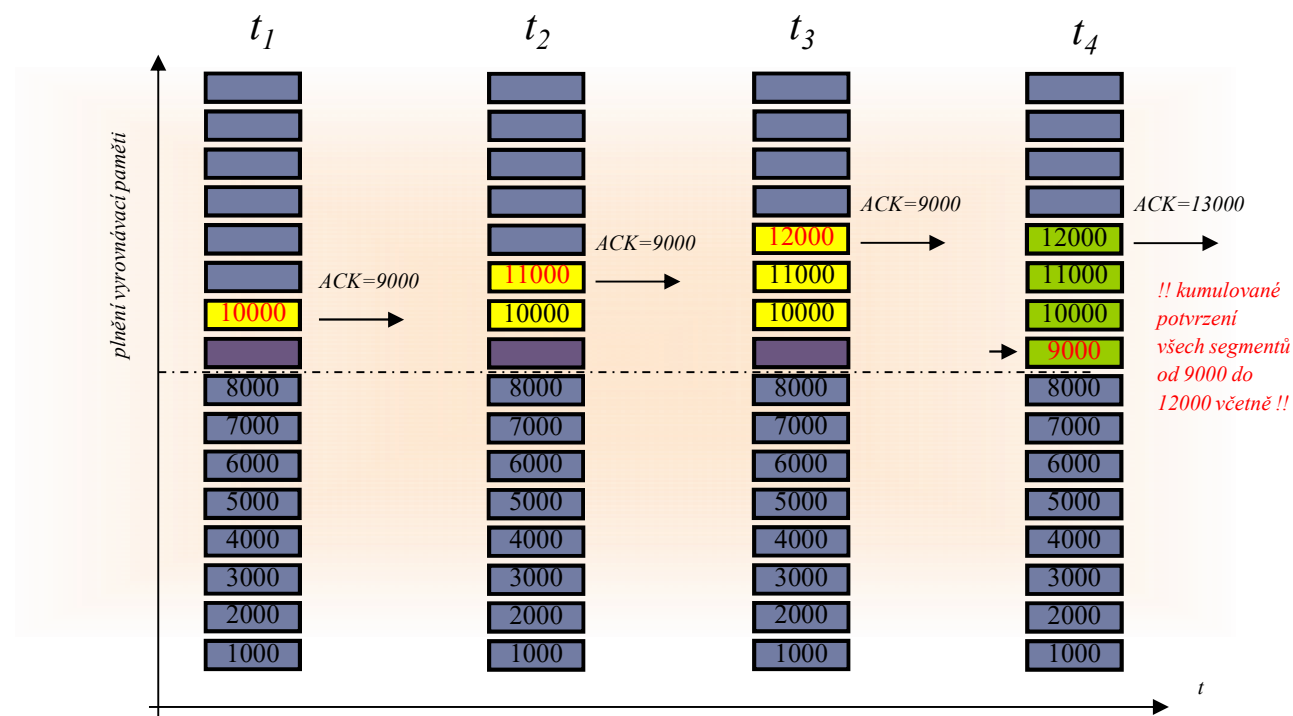 t1 t2 t3 t4
plnění vyrovnávací paměti
ACK=9000 ACK=13000
12000 12000
ACK=9000
11000 11000 11000
ACK=9000
10000 10000 10000 10000
9000
!! kumulované
potvrzení
všech segmentů
od 9000 do
12000 včetně !!
8000 8000 8000 8000
7000 7000 7000 7000
6000 6000 6000 6000
5000 5000 5000 5000
4000 4000 4000 4000
3000 3000 3000 3000
2000 2000 2000 2000
1000 1000 1000 1000
t